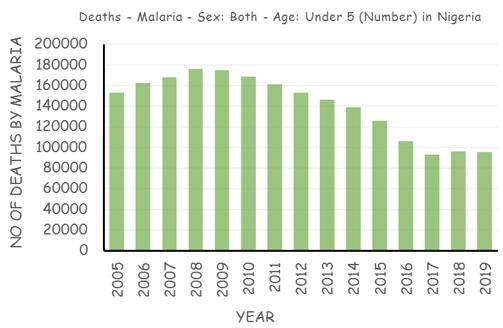 Deaths - Malaria - Sex: Both - Age: Under 5 (Number) in Nigeria
NO OF DEATHS BY MALARIA
200000
180000
160000
140000
120000
100000
80000
60000
40000
20000
0
2005 2006 2007 2008 2009 2010 2011 2012 2013 2014 2015 2016 2017 2018 2019
YEAR